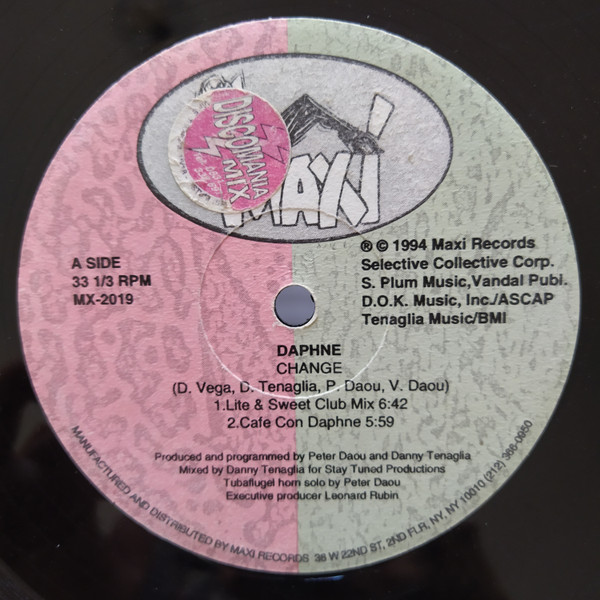 DISCOMANIA
MIX
MAXI
A SIDE
33 1/3 RPM
MX-2019
℗ © 1994 Maxi Records
Selective Collective Corp.
S. Plum Music,Vandal Publ.
D.O.K. Music, Inc./ASCAP
Tenaglia Music/BMI
DAPHNE
CHANGE
(D. Vega, D. Tenaglia, P. Daou, V. Daou)
1.Lite & Sweet Club Mix 6:42
2.Cafe Con Daphne 5:59
Produced and programmed by Peter Daou and Danny Tenaglia
Mixed by Danny Tenaglia for Stay Tuned Productions
Tubaflugel horn solo by Peter Daou
Executive producer Leonard Rubin
MANUFACTURED AND DISTRIBUTED BY MAXI RECORDS 36 W 22ND ST, 2ND FLR, NY, NY 10010 (212) 366-0950